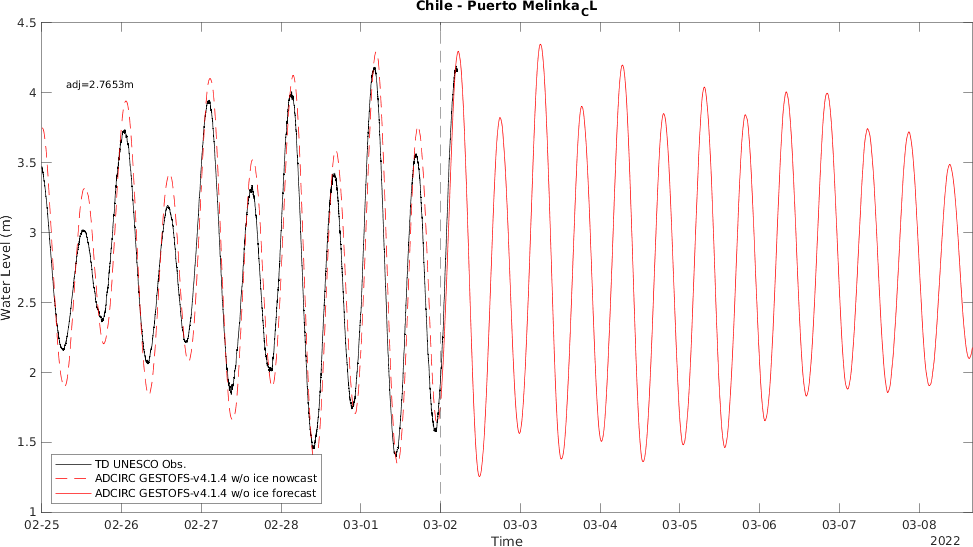 Chile - Puerto Melinka_CL
4.5
4
3.5
3
2.5
2
1.5
1
Water Level (m)
adj=2.7653m
TD UNESCO Obs.
ADCIRC GESTOFS-v4.1.4 w/o ice nowcast
ADCIRC GESTOFS-v4.1.4 w/o ice forecast
02-25 02-26 02-27 02-28 03-01 03-02 03-03 03-04 03-05 03-06 03-07 03-08
Time
2022